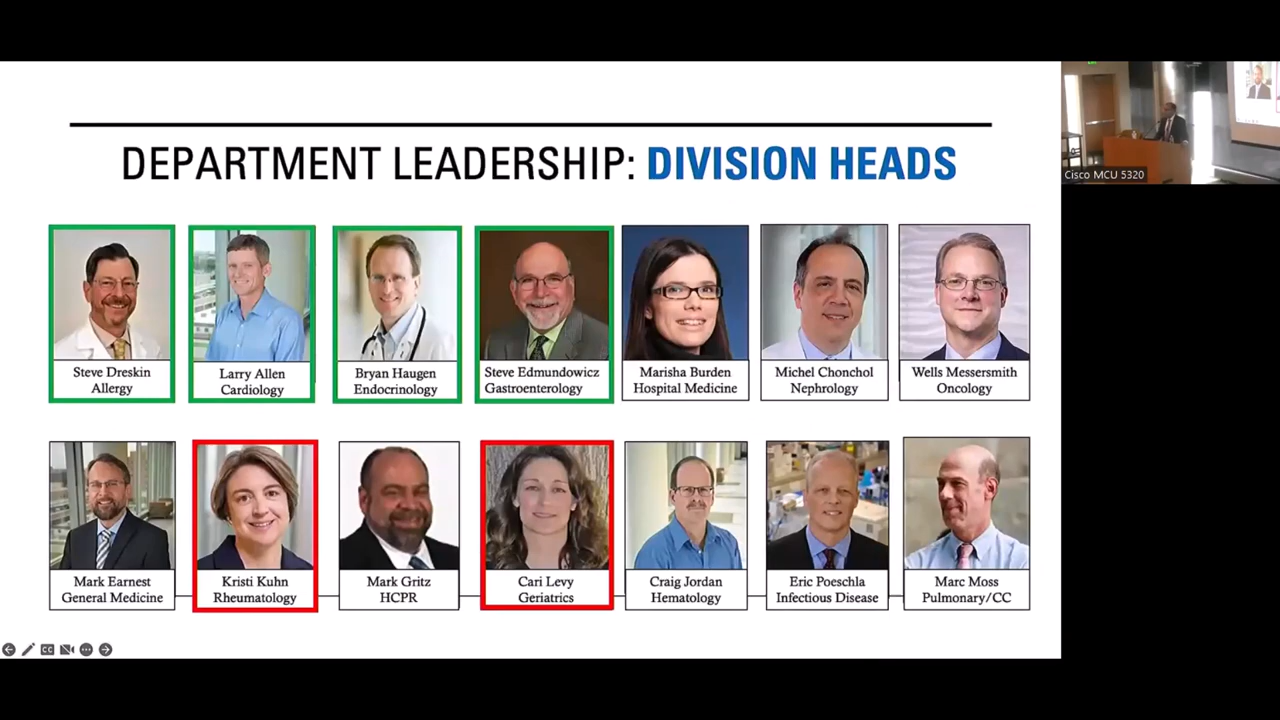 DEPARTMENT LEADERSHIP: DIVISION HEADS
Cisco MCU 5320
Steve Dreskin
Allergy
Larry Allen
Cardiology
Bryan Haugen
Endocrinology
Steve Edmundowicz
Gastroenterology
Marisha Burden
Hospital Medicine
Michel Chonchol
Nephrology
Wells Messersmith
Oncology
Mark Earnest
General Medicine
Kristi Kuhn
Rheumatology
Mark Gritz
HCPR
Cari Levy
Geriatrics
Craig Jordan
Hematology
Eric Poeschla
Infectious Disease
Marc Moss
Pulmonary/CC
CC